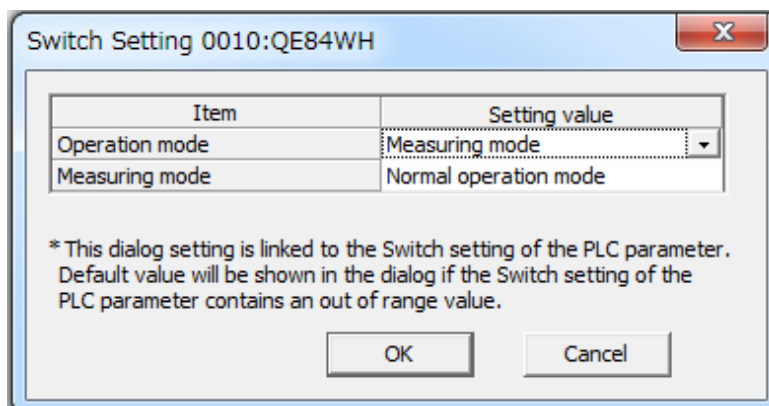 Switch Setting 0010:QE84WH
X
Item Setting value
Operation mode Measuring mode
Measuring mode Normal operation mode
* This dialog setting is linked to the Switch setting of the PLC parameter.
Default value will be shown in the dialog if the Switch setting of the
PLC parameter contains an out of range value.
OK Cancel